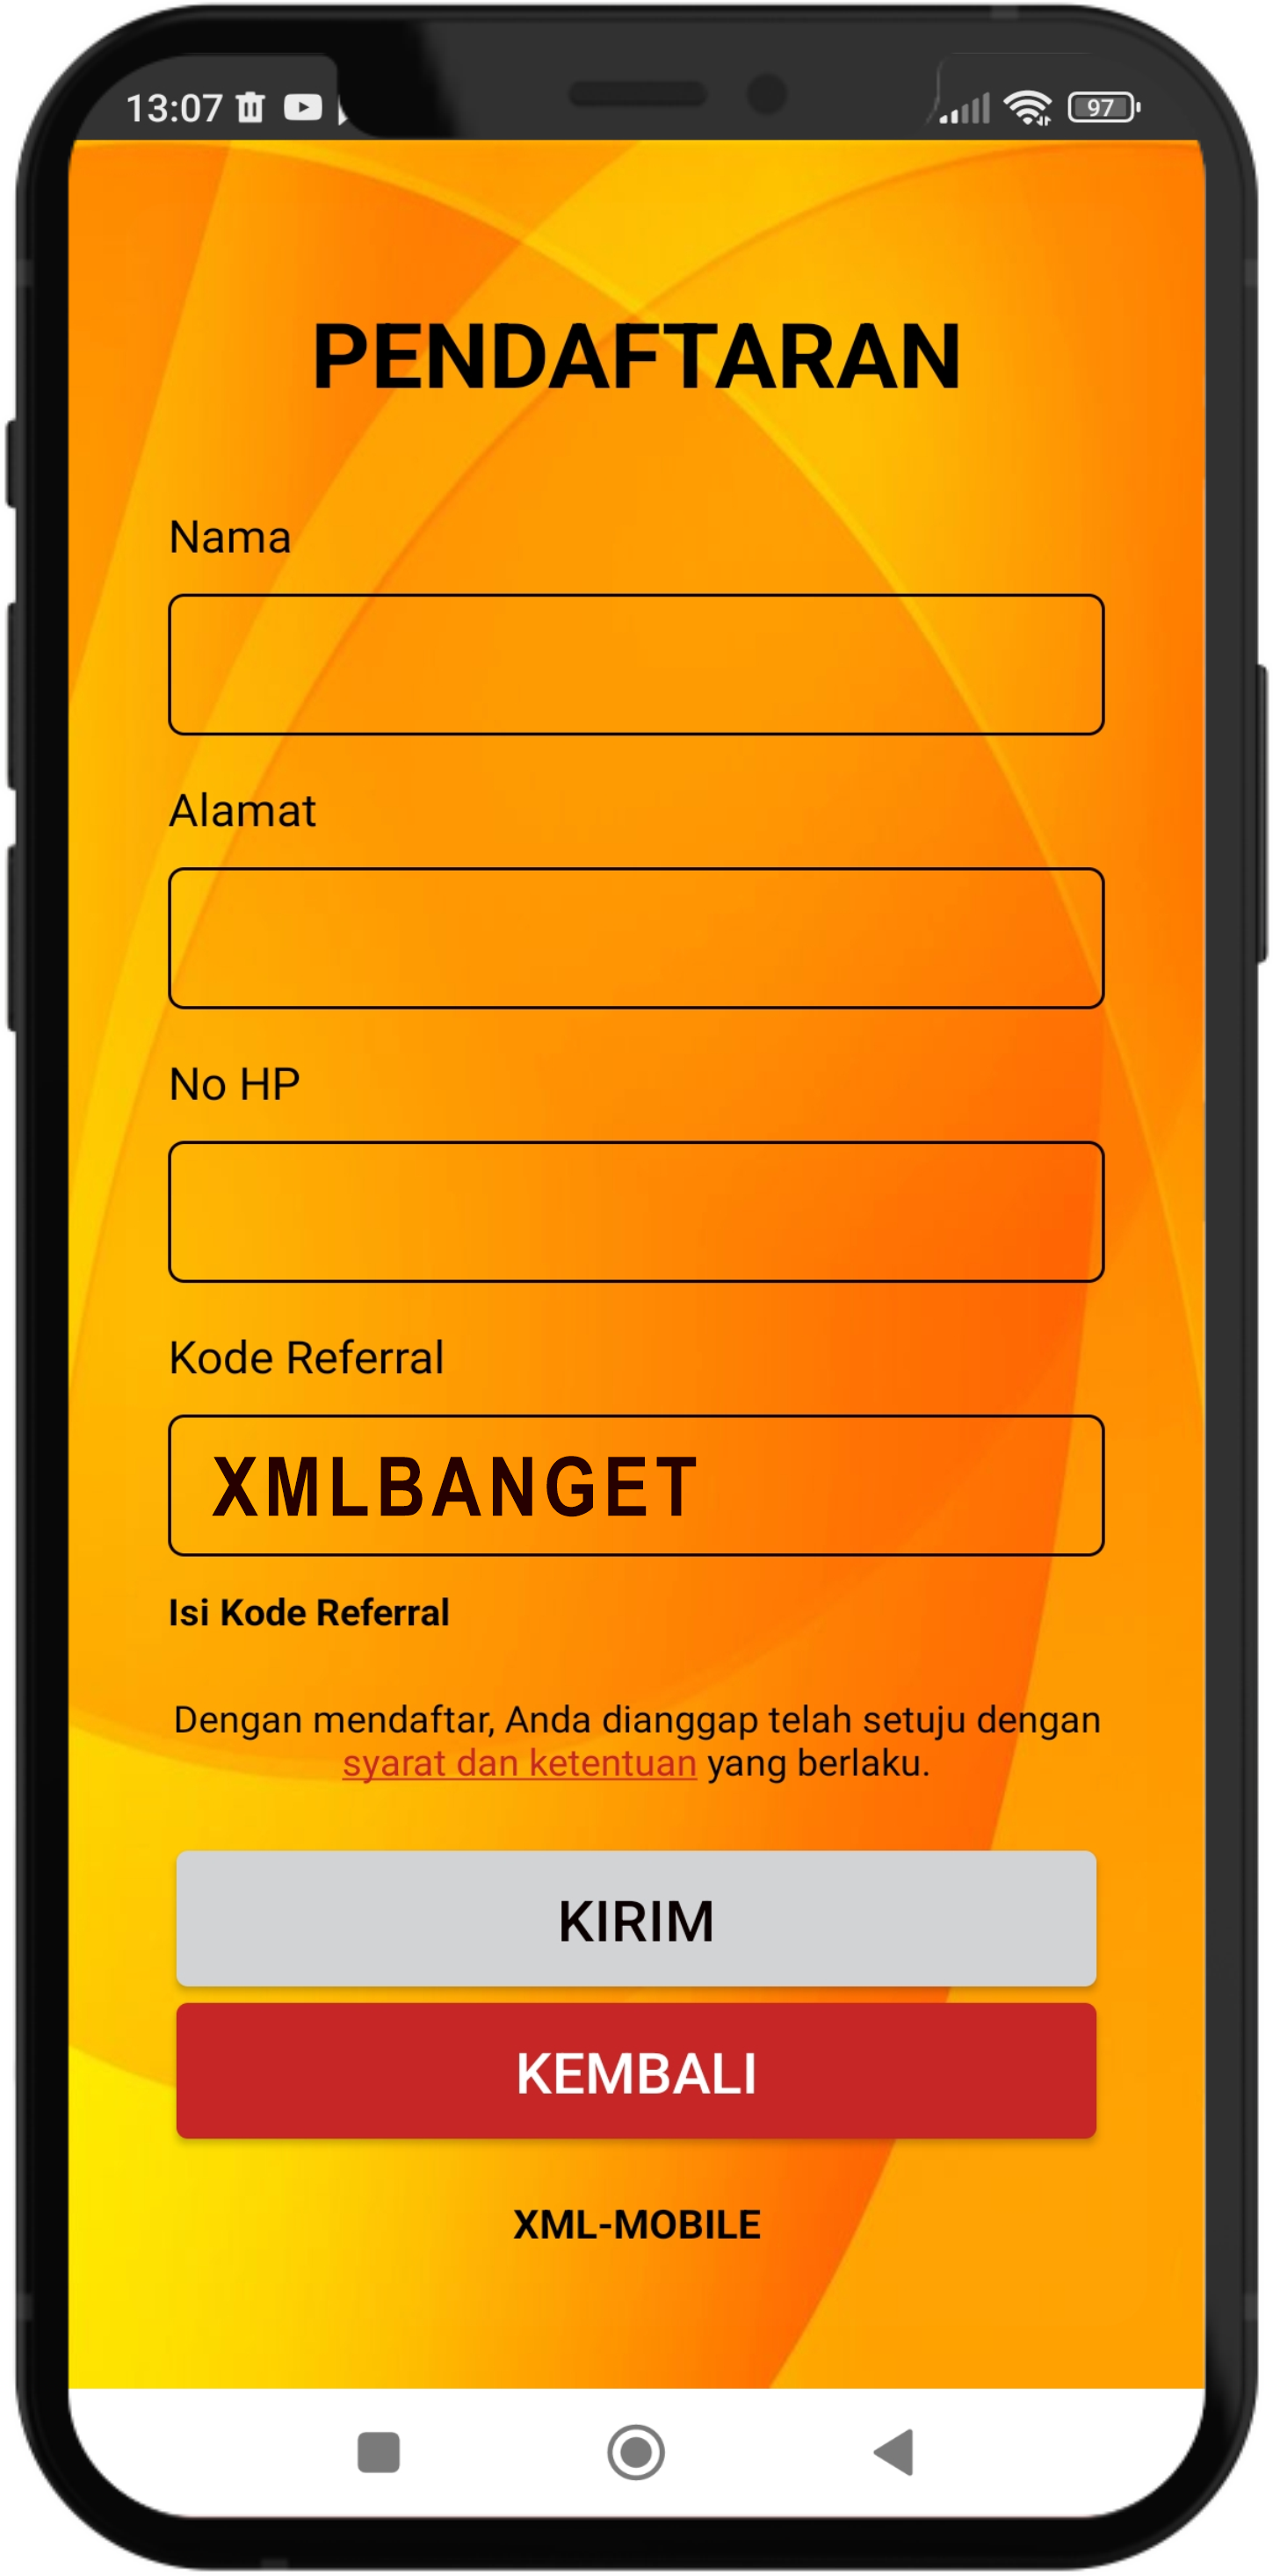 13:07
97
PENDAFTARAN
Nama
Alamat
No HP
Kode Referral
XMLBANGET
Isi Kode Referral
Dengan mendaftar, Anda dianggap telah setuju dengan
syarat dan ketentuan yang berlaku.
KIRIM
KEMBALI
XML-MOBILE